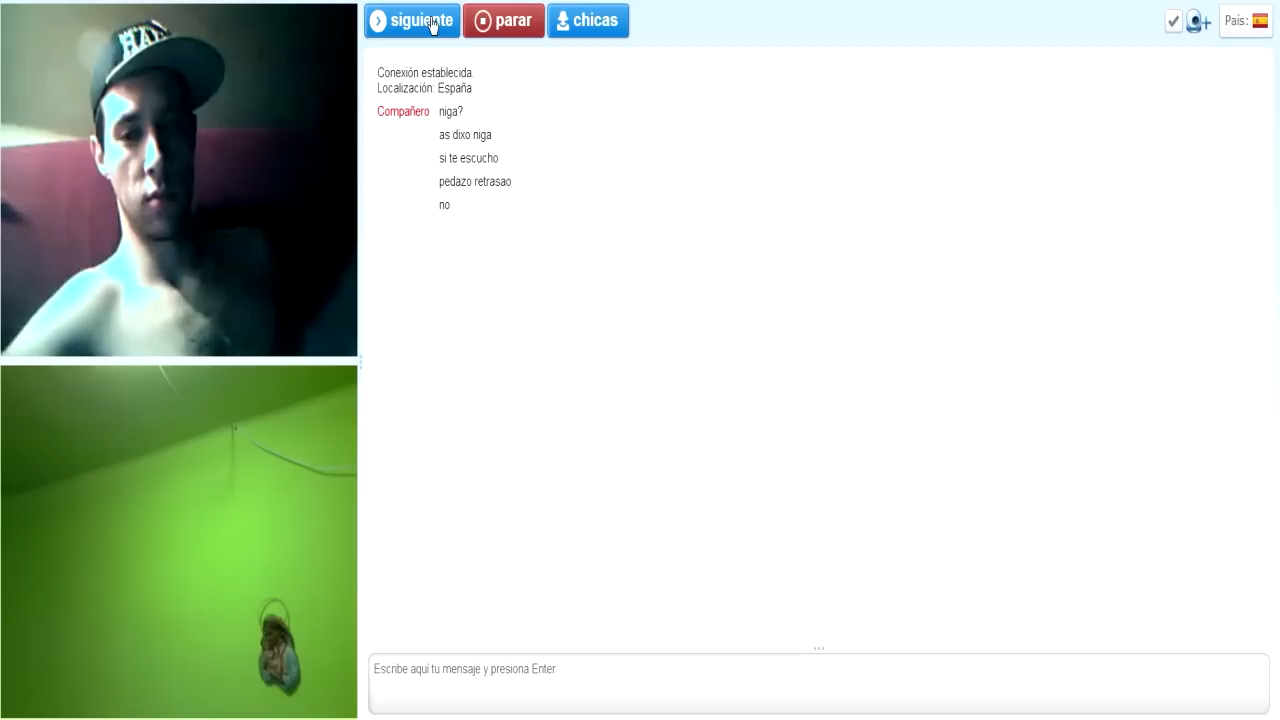 siguiente parar chicas País:
HAR
Conexión establecida.
Localización: España
Compañero niga?
as dixo niga
si te escucho
pedazo retrasao
no
Escribe aquí tu mensaje y presiona Enter